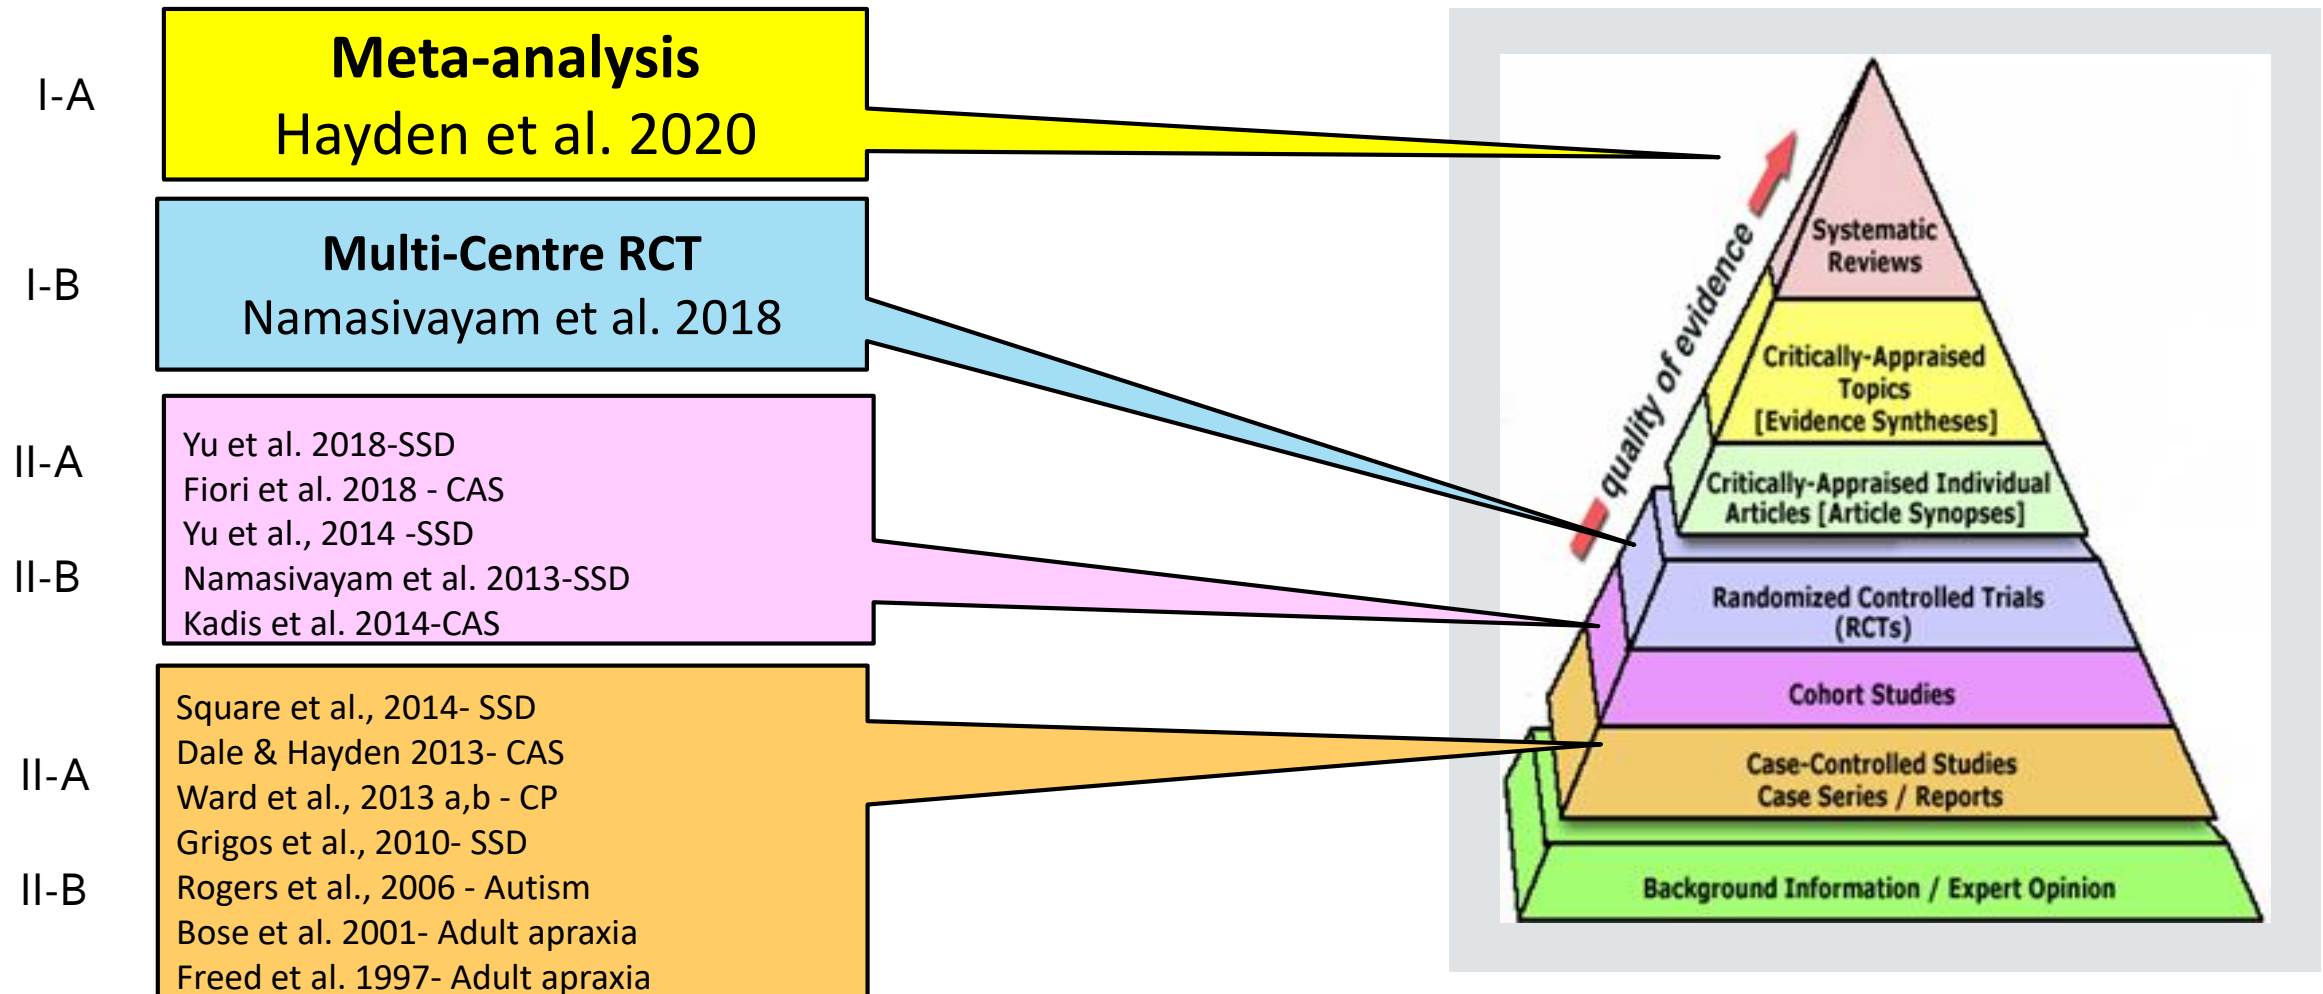 I-A
Meta-analysis
Hayden et al. 2020
I-B
Multi-Centre RCT
Namasivayam et al. 2018
II-A
II-B
Yu et al. 2018-SSD
Fiori et al. 2018 - CAS
Yu et al., 2014 -SSD
Namasivayam et al. 2013-SSD
Kadis et al. 2014-CAS
II-A
II-B
Square et al., 2014- SSD
Dale & Hayden 2013- CAS
Ward et al., 2013 a,b - CP
Grigos et al., 2010- SSD
Rogers et al., 2006 - Autism
Bose et al. 2001- Adult apraxia
Freed et al. 1997- Adult apraxia
quality of evidence
Systematic
Reviews
Critically-Appraised
Topics
[Evidence Syntheses]
Critically-Appraised Individual
Articles [Article Synopses]
Randomized Controlled Trials
(RCTs)
Cohort Studies
Case-Controlled Studies
Case Series / Reports
Background Information / Expert Opinion